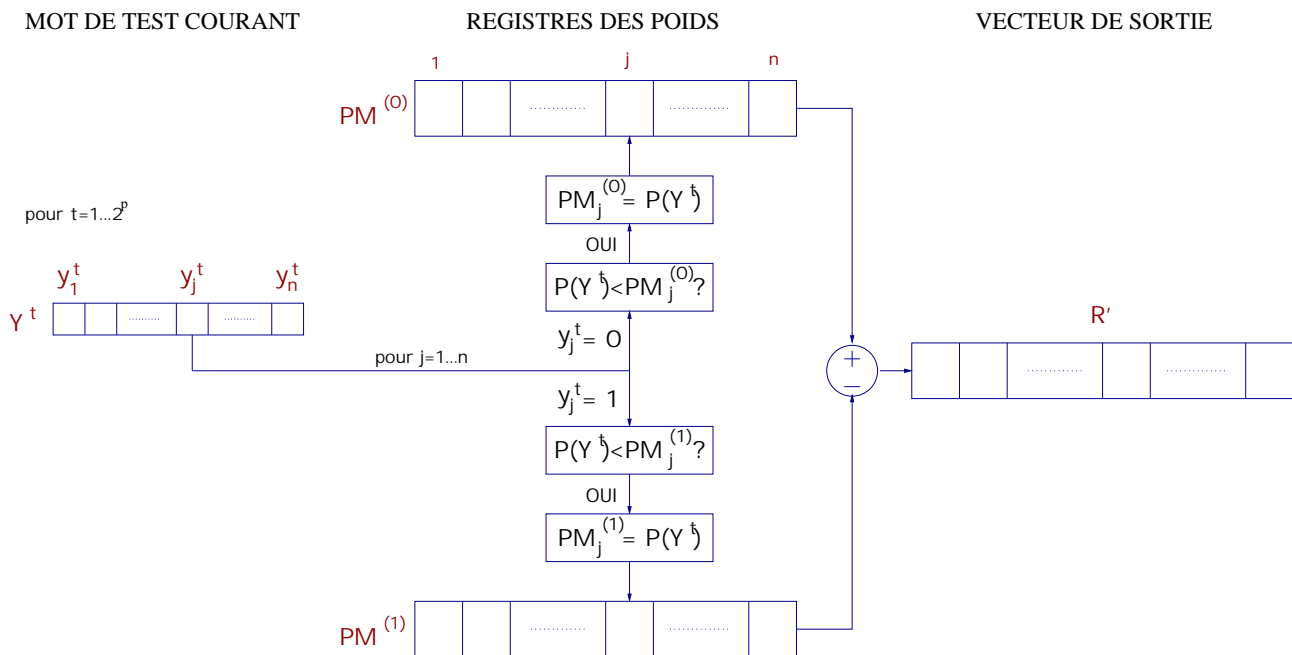 MOT DE TEST COURANT
REGISTRES DES POIDS
VECTEUR DE SORTIE
1 j n
PM (0)
PM_j^(0) = P(Y^t)
OUI
P(Y^t)<PM_j^(0)?
y_j^t = 0
pour t=1...2^p
y_1^t y_j^t y_n^t
Y^t
pour j=1...n
y_j^t = 1
P(Y^t)<PM_j^(1)?
OUI
PM_j^(1) = P(Y^t)
PM (1)
+
−
R'